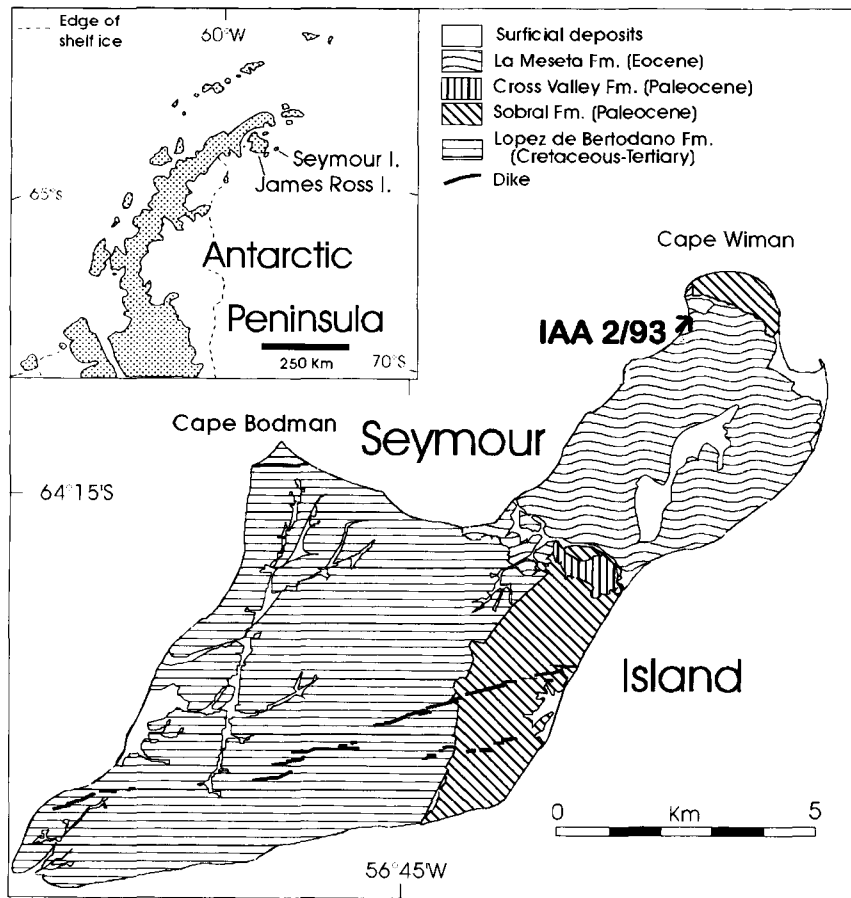 Edge of
shelf ice
60°W
Seymour I.
James Ross I.
65°S
Antarctic
Peninsula
250 Km
70°S
Surficial deposits
La Meseta Fm. (Eocene)
Cross Valley Fm. (Paleocene)
Sobral Fm. (Paleocene)
Lopez de Bertodano Fm.
(Cretaceous-Tertiary)
Dike
Cape Wiman
IAA 2/93
Cape Bodman
Seymour
64°15'S
Island
0 Km 5
56°45'W